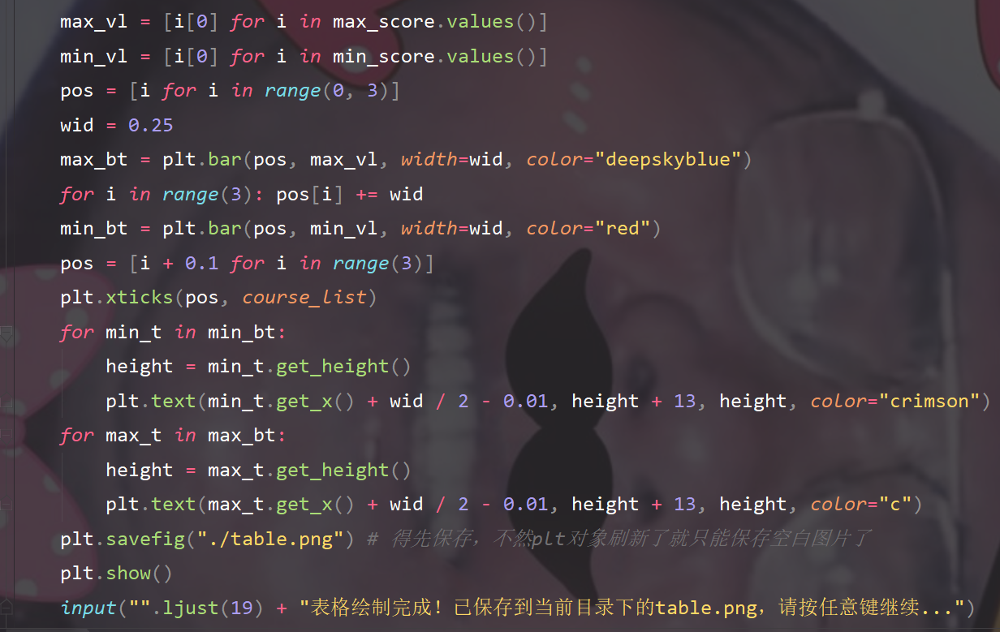 max_vl = [i[0] for i in max_score.values()]
min_vl = [i[0] for i in min_score.values()]
pos = [i for i in range(0, 3)]
wid = 0.25
max_bt = plt.bar(pos, max_vl, width=wid, color="deepskyblue")
for i in range(3): pos[i] += wid
min_bt = plt.bar(pos, min_vl, width=wid, color="red")
pos = [i + 0.1 for i in range(3)]
plt.xticks(pos, course_list)
for min_t in min_bt:
    height = min_t.get_height()
    plt.text(min_t.get_x() + wid / 2 - 0.01, height + 13, height, color="crimson")
for max_t in max_bt:
    height = max_t.get_height()
    plt.text(max_t.get_x() + wid / 2 - 0.01, height + 13, height, color="c")
plt.savefig("./table.png") # 得先保存，不然plt对象刷新了就只能保存空白图片了
plt.show()
input("".ljust(19) + "表格绘制完成！已保存到当前目录下的table.png，请按任意键继续...")